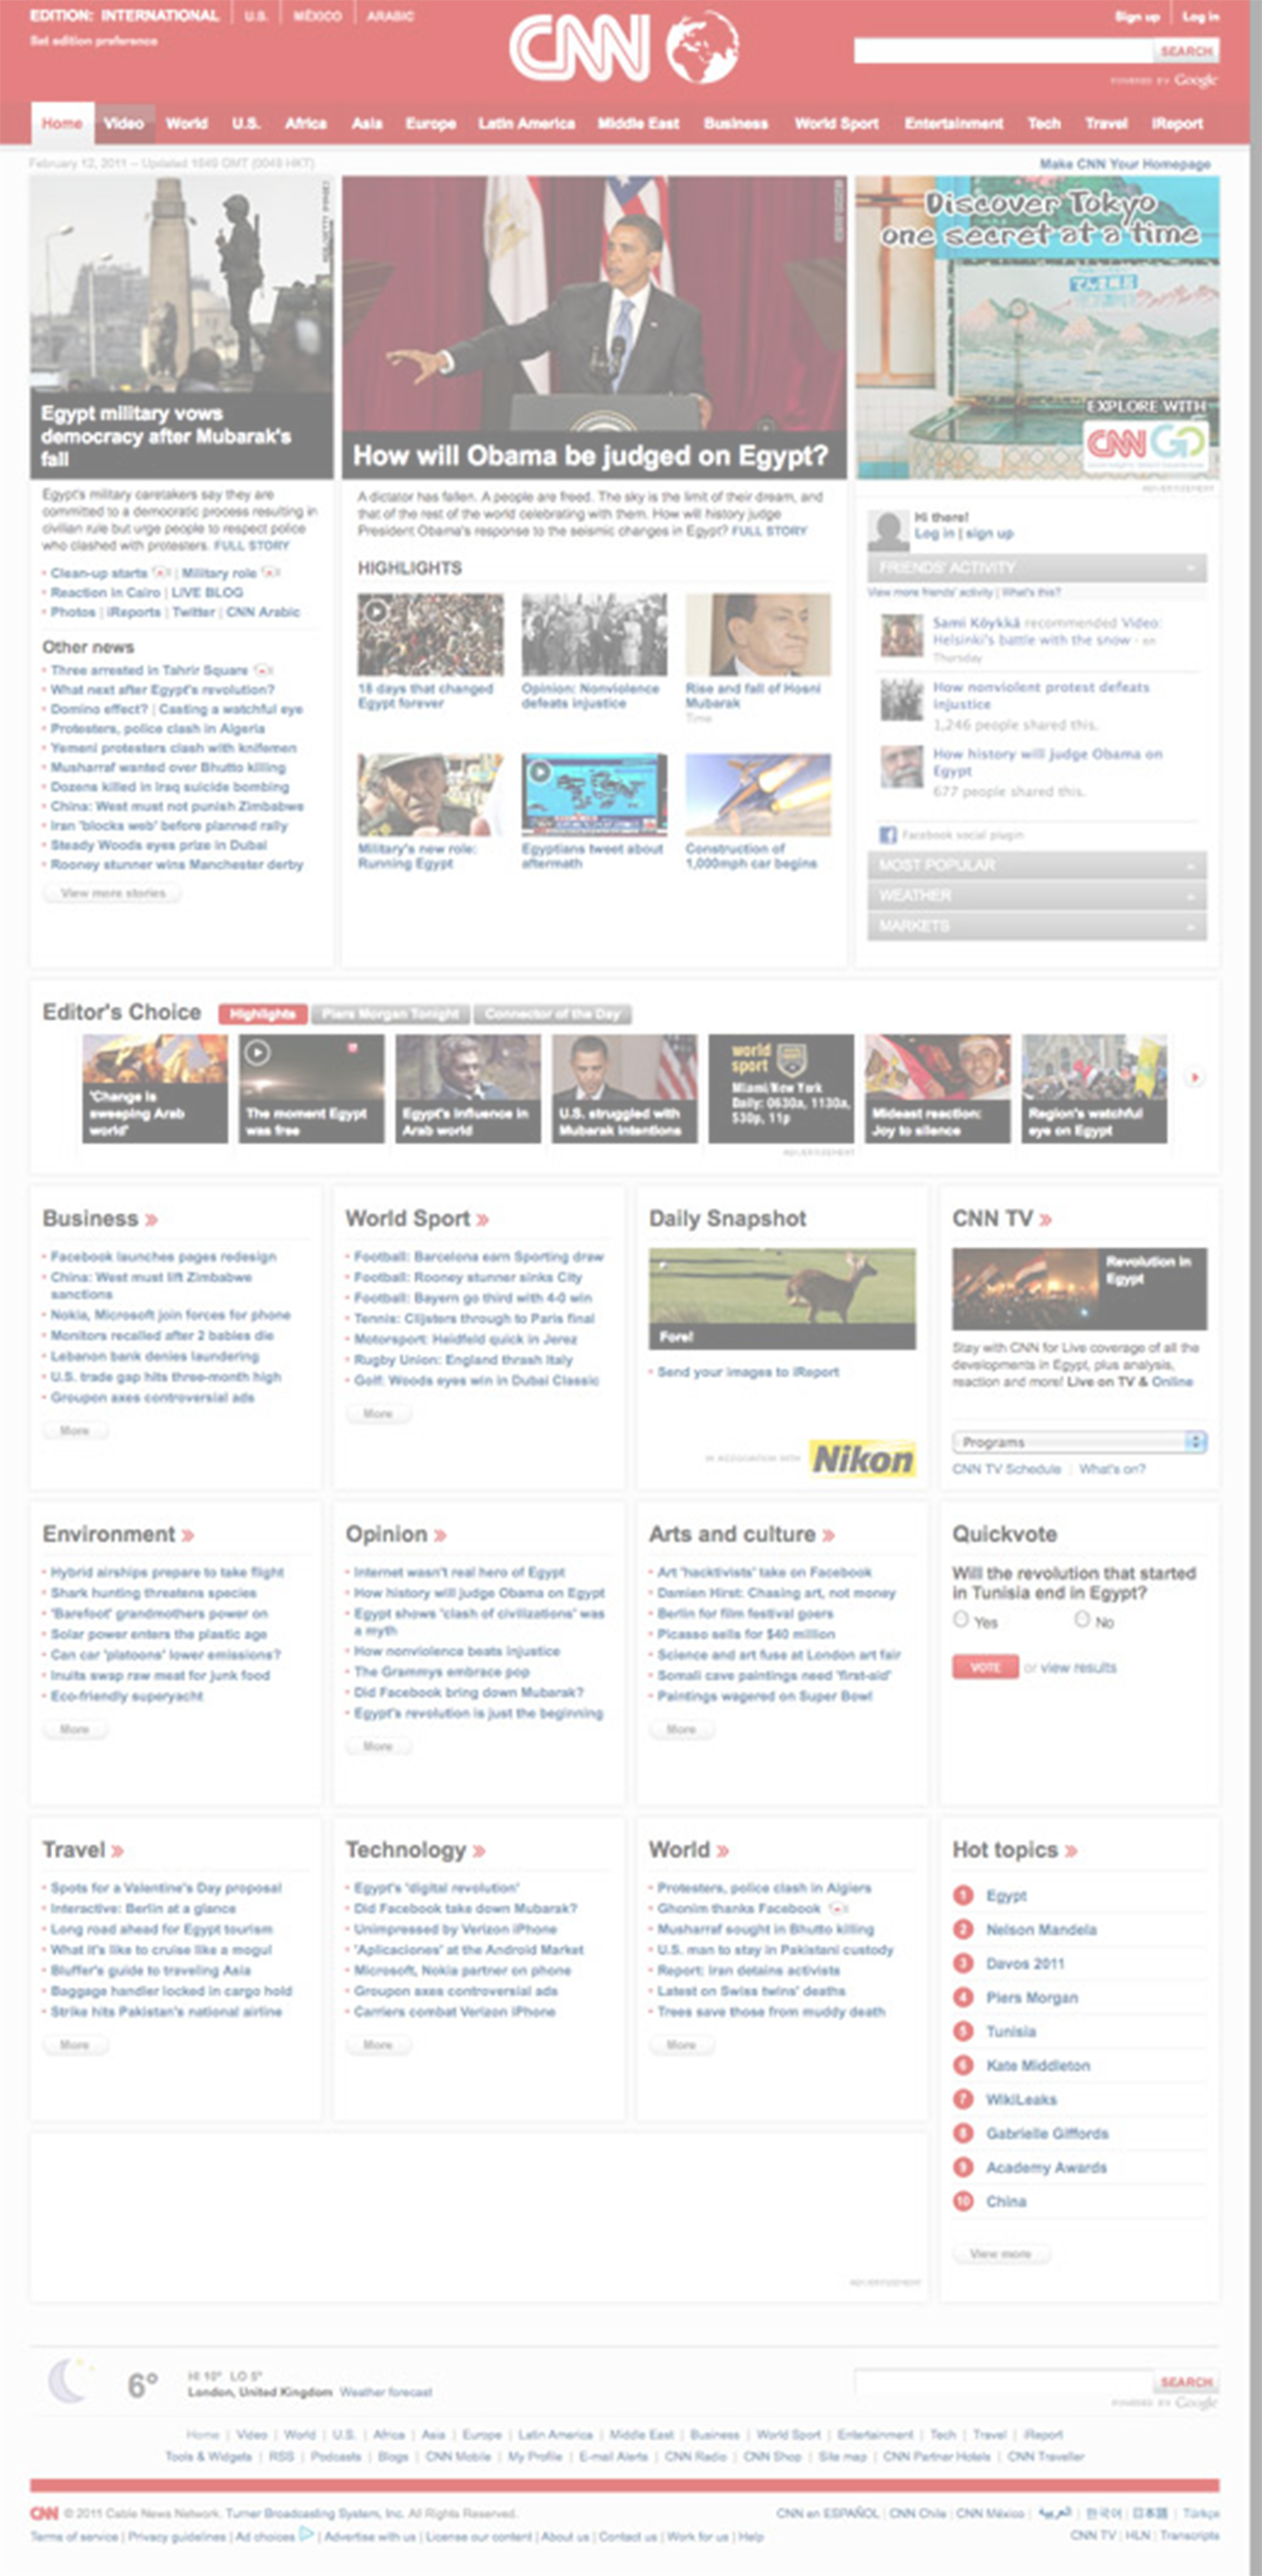 EDITION: INTERNATIONAL U.S. MÉXICO ARABIC
Set edition preference
CNN
Sign up Log in
SEARCH
POWERED BY Google
Home Video World U.S. Africa Asia Europe Latin America Middle East Business World Sport Entertainment Tech Travel iReport
February 12, 2011 -- Updated 1649 GMT (0049 HKT)
Make CNN Your Homepage
Egypt military vows
democracy after Mubarak's
fall
Egypt's military caretakers say they are
committed to a democratic process resulting in
civilian rule but urge people to respect police
who clashed with protesters. FULL STORY
Clean-up starts | Military role
Reaction in Cairo | LIVE BLOG
Photos | iReports | Twitter | CNN Arabic
Other news
Three arrested in Tahrir Square
What next after Egypt's revolution?
Domino effect? | Casting a watchful eye
Protesters, police clash in Algeria
Yemeni protesters clash with knifemen
Musharraf wanted over Bhutto killing
Dozens killed in Iraq suicide bombing
China: West must not punish Zimbabwe
Iran 'blocks web' before planned rally
Steady Woods eyes prize in Dubai
Rooney stunner wins Manchester derby
View more stories
How will Obama be judged on Egypt?
A dictator has fallen. A people are freed. The sky is the limit of their dream, and
that of the rest of the world celebrating with them. How will history judge
President Obama's response to the seismic changes in Egypt? FULL STORY
HIGHLIGHTS
18 days that changed
Egypt forever
Opinion: Nonviolence
defeats injustice
Rise and fall of Hosni
Mubarak
Time
Military's new role:
Running Egypt
Egyptians tweet about
aftermath
Construction of
1,000mph car begins
Discover Tokyo
one secret at a time
EXPLORE WITH
CNN GO
ADVERTISEMENT
Hi there!
Log in | sign up
FRIENDS' ACTIVITY
View more friends' activity | What's this?
Sami Köykkä recommended Video:
Helsinki's battle with the snow · on
Thursday
How nonviolent protest defeats
injustice
1,246 people shared this.
How history will judge Obama on
Egypt
677 people shared this.
Facebook social plugin
MOST POPULAR
WEATHER
MARKETS
Editor's Choice Highlights Piers Morgan Tonight Connector of the Day
'Change is
sweeping Arab
world'
The moment Egypt
was free
Egypt's influence in
Arab world
U.S. struggled with
Mubarak intentions
world
sport
Miami/New York
Daily: 0630a, 1130a,
530p, 11p
ADVERTISEMENT
Mideast reaction:
Joy to silence
Region's watchful
eye on Egypt
Business
Facebook launches pages redesign
China: West must lift Zimbabwe
sanctions
Nokia, Microsoft join forces for phone
Monitors recalled after 2 babies die
Lebanon bank denies laundering
U.S. trade gap hits three-month high
Groupon axes controversial ads
More
World Sport
Football: Barcelona earn Sporting draw
Football: Rooney stunner sinks City
Football: Bayern go third with 4-0 win
Tennis: Clijsters through to Paris final
Motorsport: Heidfeld quick in Jerez
Rugby Union: England thrash Italy
Golf: Woods eyes win in Dubai Classic
More
Daily Snapshot
Fore!
Send your images to iReport
IN ASSOCIATION WITH Nikon
CNN TV
Revolution in
Egypt
Stay with CNN for Live coverage of all the
developments in Egypt, plus analysis,
reaction and more! Live on TV & Online
Programs
CNN TV Schedule | What's on?
Environment
Hybrid airships prepare to take flight
Shark hunting threatens species
'Barefoot' grandmothers power on
Solar power enters the plastic age
Can car 'platoons' lower emissions?
Inuits swap raw meat for junk food
Eco-friendly superyacht
More
Opinion
Internet wasn't real hero of Egypt
How history will judge Obama on Egypt
Egypt shows 'clash of civilizations' was
a myth
How nonviolence beats injustice
The Grammys embrace pop
Did Facebook bring down Mubarak?
Egypt's revolution is just the beginning
More
Arts and culture
Art 'hacktivists' take on Facebook
Damien Hirst: Chasing art, not money
Berlin for film festival goers
Picasso sells for $40 million
Science and art fuse at London art fair
Somali cave paintings need 'first-aid'
Paintings wagered on Super Bowl
More
Quickvote
Will the revolution that started
in Tunisia end in Egypt?
Yes No
VOTE or view results
Travel
Spots for a Valentine's Day proposal
Interactive: Berlin at a glance
Long road ahead for Egypt tourism
What it's like to cruise like a mogul
Bluffer's guide to traveling Asia
Baggage handler locked in cargo hold
Strike hits Pakistan's national airline
More
Technology
Egypt's 'digital revolution'
Did Facebook take down Mubarak?
Unimpressed by Verizon iPhone
'Aplicaciones' at the Android Market
Microsoft, Nokia partner on phone
Groupon axes controversial ads
Carriers combat Verizon iPhone
More
World
Protesters, police clash in Algiers
Ghonim thanks Facebook
Musharraf sought in Bhutto killing
U.S. man to stay in Pakistani custody
Report: Iran detains activists
Latest on Swiss twins' deaths
Trees save those from muddy death
More
Hot topics
1 Egypt
2 Nelson Mandela
3 Davos 2011
4 Piers Morgan
5 Tunisia
6 Kate Middleton
7 WikiLeaks
8 Gabrielle Giffords
9 Academy Awards
10 China
View more
ADVERTISEMENT
6° HI 10° LO 5°
London, United Kingdom Weather forecast
SEARCH
POWERED BY Google
Home | Video | World | U.S. | Africa | Asia | Europe | Latin America | Middle East | Business | World Sport | Entertainment | Tech | Travel | iReport
Tools & Widgets | RSS | Podcasts | Blogs | CNN Mobile | My Profile | E-mail Alerts | CNN Radio | CNN Shop | Site map | CNN Partner Hotels | CNN Traveller
CNN © 2011 Cable News Network. Turner Broadcasting System, Inc. All Rights Reserved.
CNN en ESPAÑOL | CNN Chile | CNN México | العربية | 한국어 | 日本語 | Türkçe
Terms of service | Privacy guidelines | Ad choices | Advertise with us | License our content | About us | Contact us | Work for us | Help
CNN TV | HLN | Transcripts